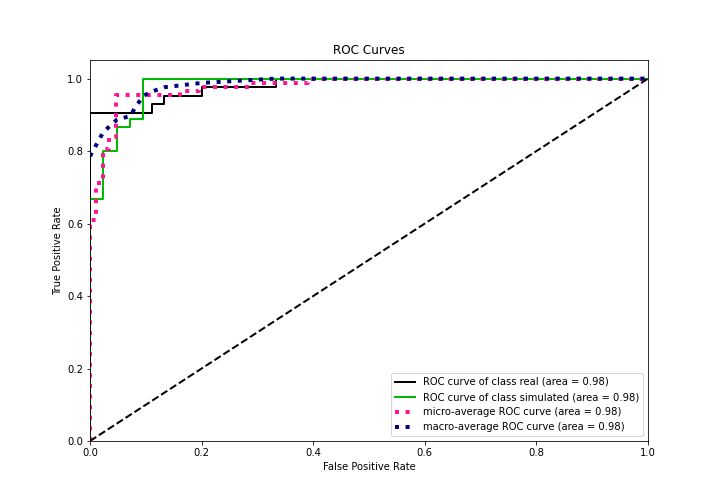 ROC Curves
True Positive Rate
1.0
0.8
0.6
0.4
0.2
0.0
0.0 0.2 0.4 0.6 0.8 1.0
False Positive Rate
ROC curve of class real (area = 0.98)
ROC curve of class simulated (area = 0.98)
micro-average ROC curve (area = 0.98)
macro-average ROC curve (area = 0.98)